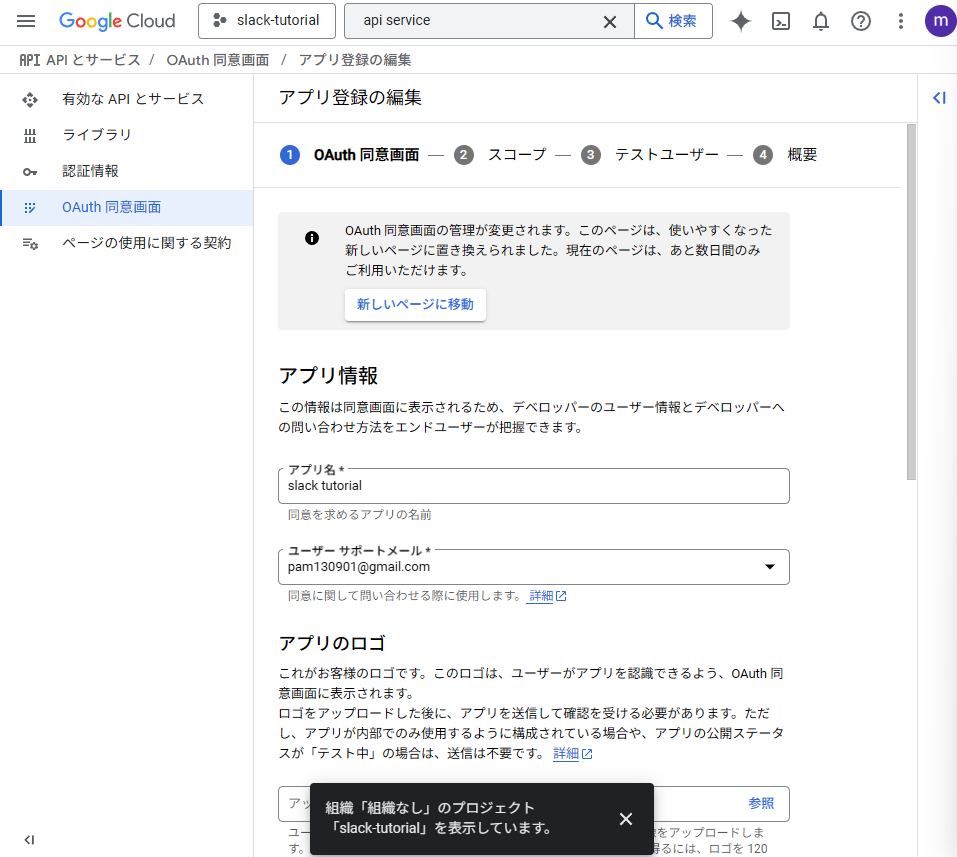 Google Cloud
slack-tutorial
api service
検索
m
API API とサービス / OAuth 同意画面 / アプリ登録の編集
有効な API とサービス
ライブラリ
認証情報
OAuth 同意画面
ページの使用に関する契約
アプリ登録の編集
1 OAuth 同意画面 — 2 スコープ — 3 テストユーザー — 4 概要
OAuth 同意画面の管理が変更されます。このページは、使いやすくなった
新しいページに置き換えられました。現在のページは、あと数日間のみ
ご利用いただけます。
新しいページに移動
アプリ情報
この情報は同意画面に表示されるため、デベロッパーのユーザー情報とデベロッパーへ
の問い合わせ方法をエンドユーザーが把握できます。
アプリ名 *
slack tutorial
同意を求めるアプリの名前
ユーザー サポートメール *
pam130901@gmail.com
同意に関して問い合わせる際に使用します。 詳細
アプリのロゴ
これがお客様のロゴです。このロゴは、ユーザーがアプリを認識できるよう、OAuth 同
意画面に表示されます。
ロゴをアップロードした後に、アプリを送信して確認を受ける必要があります。ただ
し、アプリが内部でのみ使用するように構成されている場合や、アプリの公開ステータ
スが「テスト中」の場合は、送信は不要です。 詳細
アッ
参照
ユー
をアップロードしま
す。
得るには、ロゴを 120
組織「組織なし」のプロジェクト
「slack-tutorial」を表示しています。